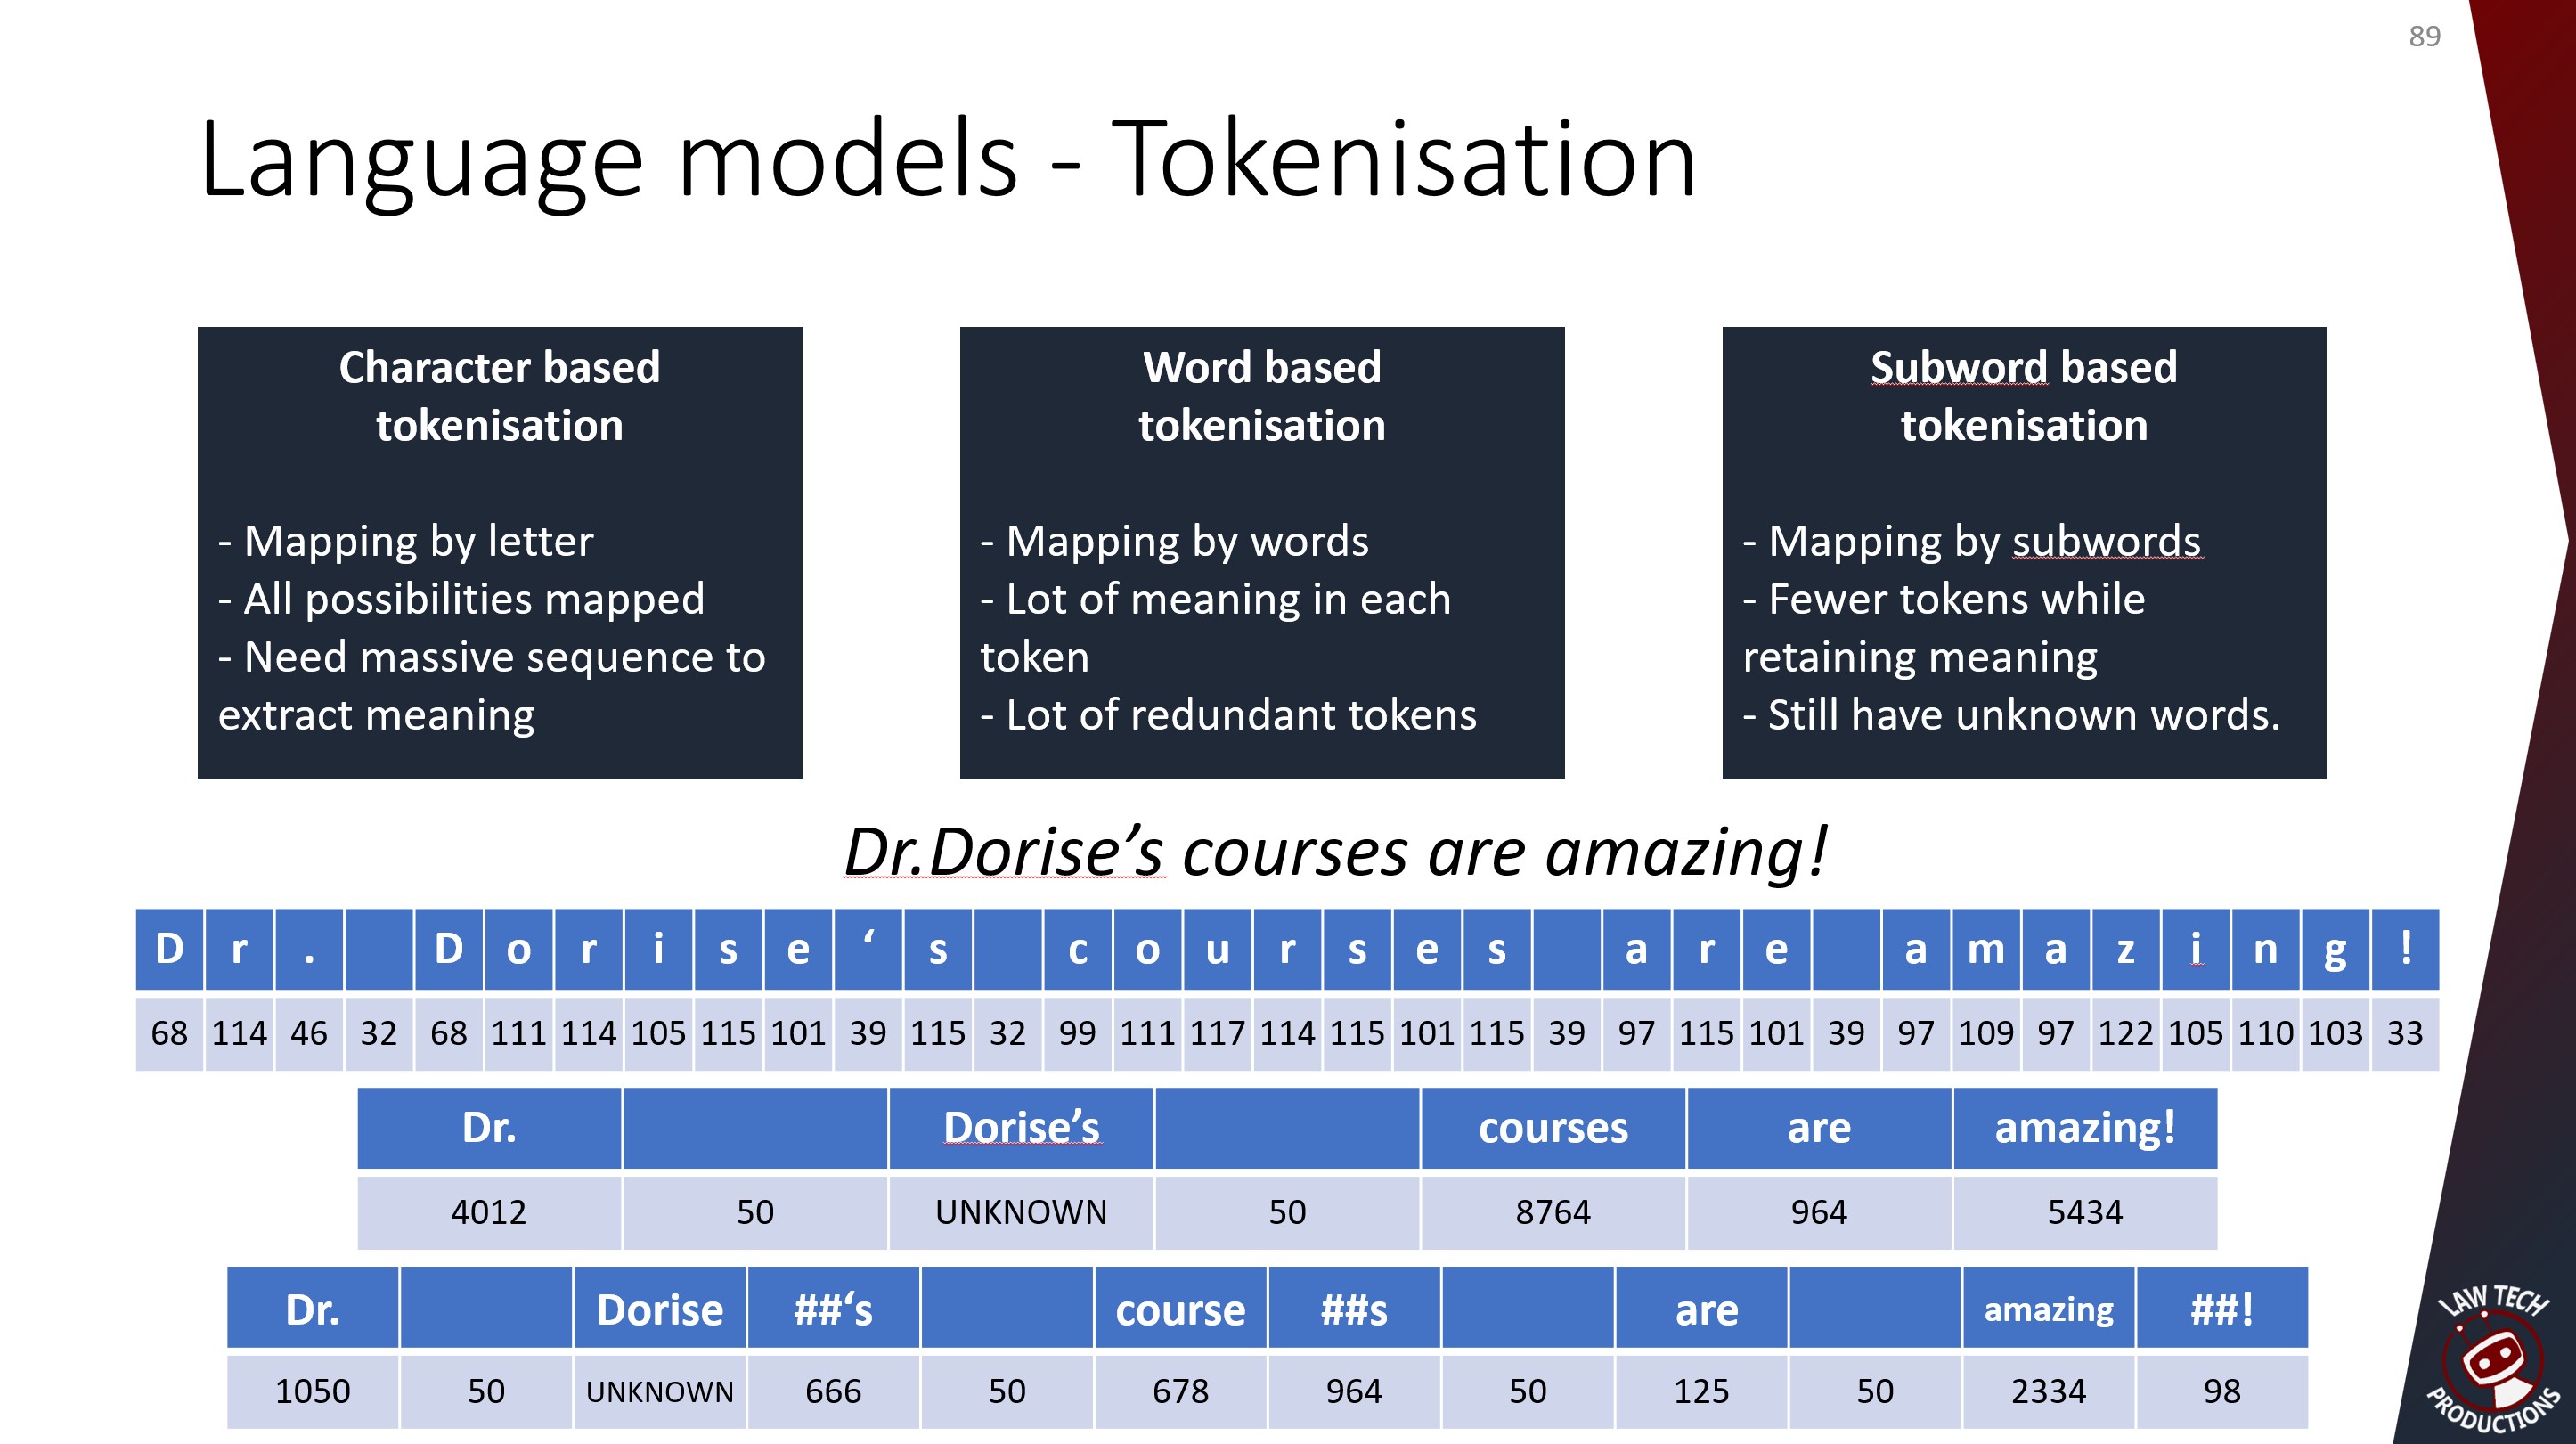 89
Language models - Tokenisation
Character based
tokenisation
- Mapping by letter
- All possibilities mapped
- Need massive sequence to
extract meaning
Word based
tokenisation
- Mapping by words
- Lot of meaning in each
token
- Lot of redundant tokens
Subword based
tokenisation
- Mapping by subwords
- Fewer tokens while
retaining meaning
- Still have unknown words.
Dr.Dorise’s courses are amazing!
D r . D o r i s e ‘ s c o u r s e s a r e a m a z i n g !
68 114 46 32 68 111 114 105 115 101 39 115 32 99 111 117 114 115 101 115 39 97 115 101 39 97 109 97 122 105 110 103 33
Dr. Dorise’s courses are amazing!
4012 50 UNKNOWN 50 8764 964 5434
Dr. Dorise ##‘s course ##s are amazing ##!
1050 50 UNKNOWN 666 50 678 964 50 125 50 2334 98
LAW TECH
PRODUCTIONS